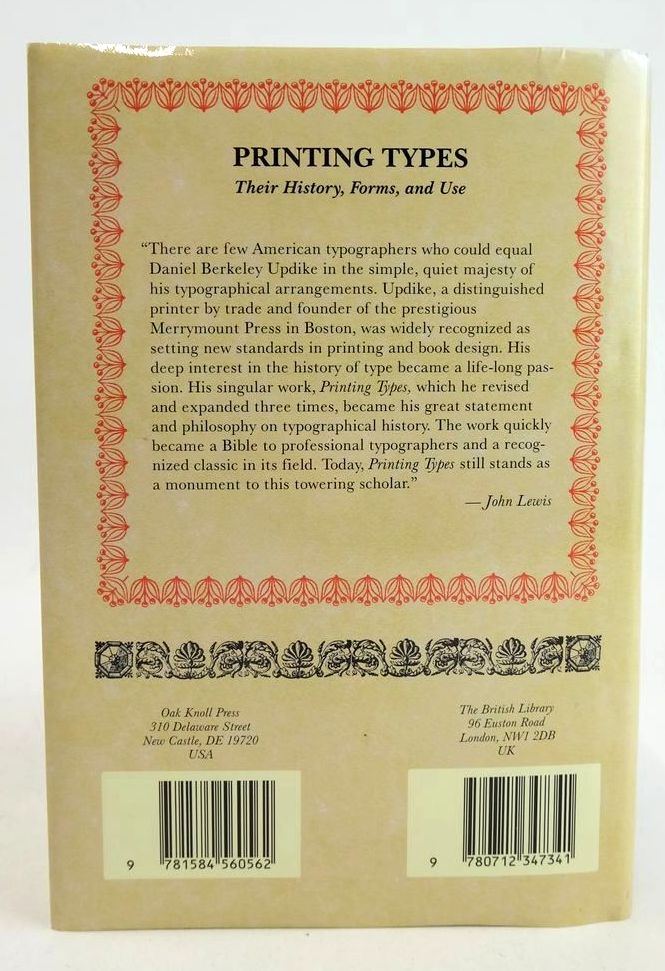 PRINTING TYPES
Their History, Forms, and Use
“There are few American typographers who could equal
Daniel Berkeley Updike in the simple, quiet majesty of
his typographical arrangements. Updike, a distinguished
printer by trade and founder of the prestigious
Merrymount Press in Boston, was widely recognized as
setting new standards in printing and book design. His
deep interest in the history of type became a life-long pas-
sion. His singular work, Printing Types, which he revised
and expanded three times, became his great statement
and philosophy on typographical history. The work quickly
became a Bible to professional typographers and a recog-
nized classic in its field. Today, Printing Types still stands as
a monument to this towering scholar.”
— John Lewis
Oak Knoll Press
310 Delaware Street
New Castle, DE 19720
USA
The British Library
96 Euston Road
London, NW1 2DB
UK
9 781584 560562
9 780712 347341